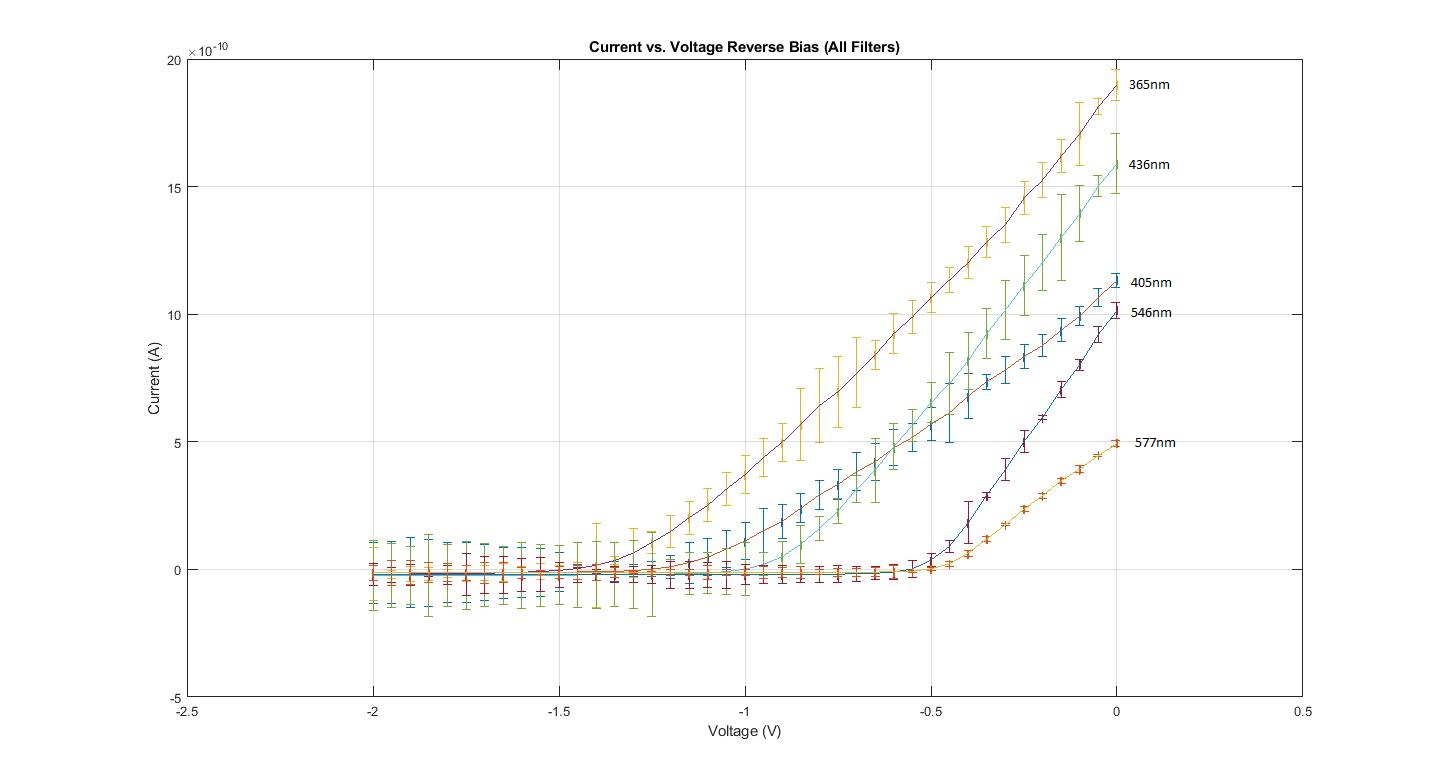 Current vs. Voltage Reverse Bias (All Filters)
×10-10
20
15
10
5
0
-5
Current (A)
365nm
436nm
405nm
546nm
577nm
-2.5 -2 -1.5 -1 -0.5 0 0.5
Voltage (V)